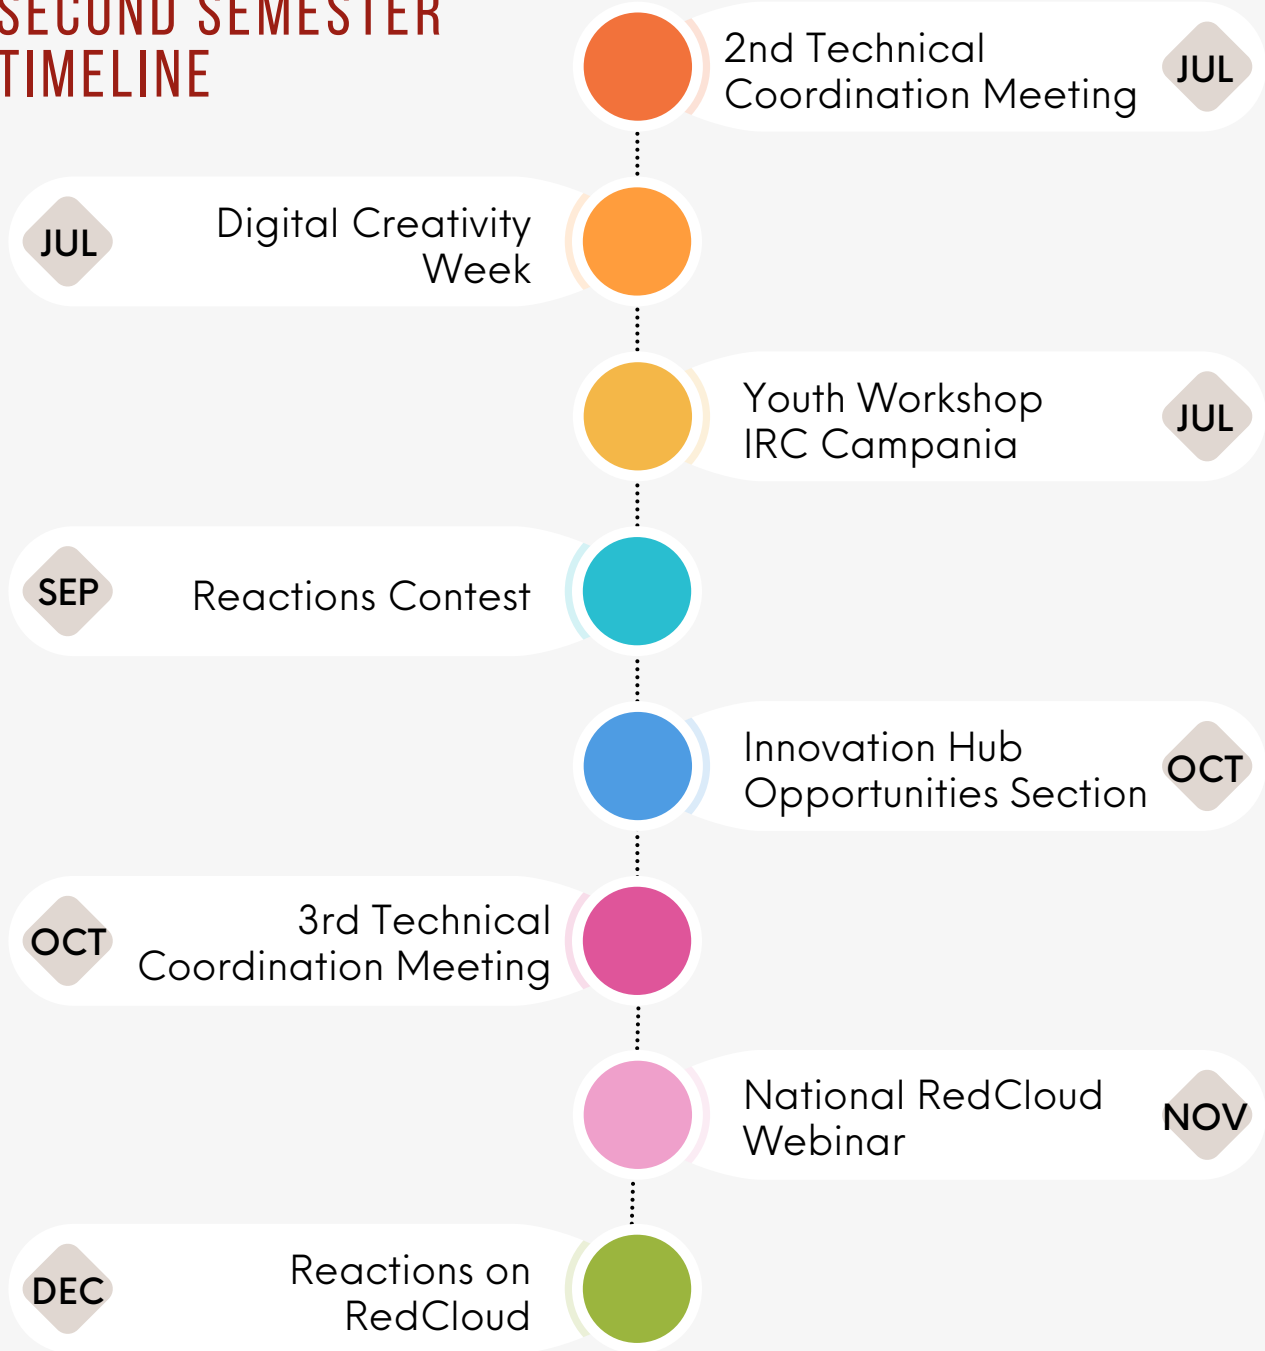 SECOND SEMESTER
TIMELINE
2nd Technical
Coordination Meeting
JUL
JUL
Digital Creativity
Week
Youth Workshop
IRC Campania
JUL
SEP
Reactions Contest
Innovation Hub
Opportunities Section
OCT
OCT
3rd Technical
Coordination Meeting
National RedCloud
Webinar
NOV
DEC
Reactions on
RedCloud